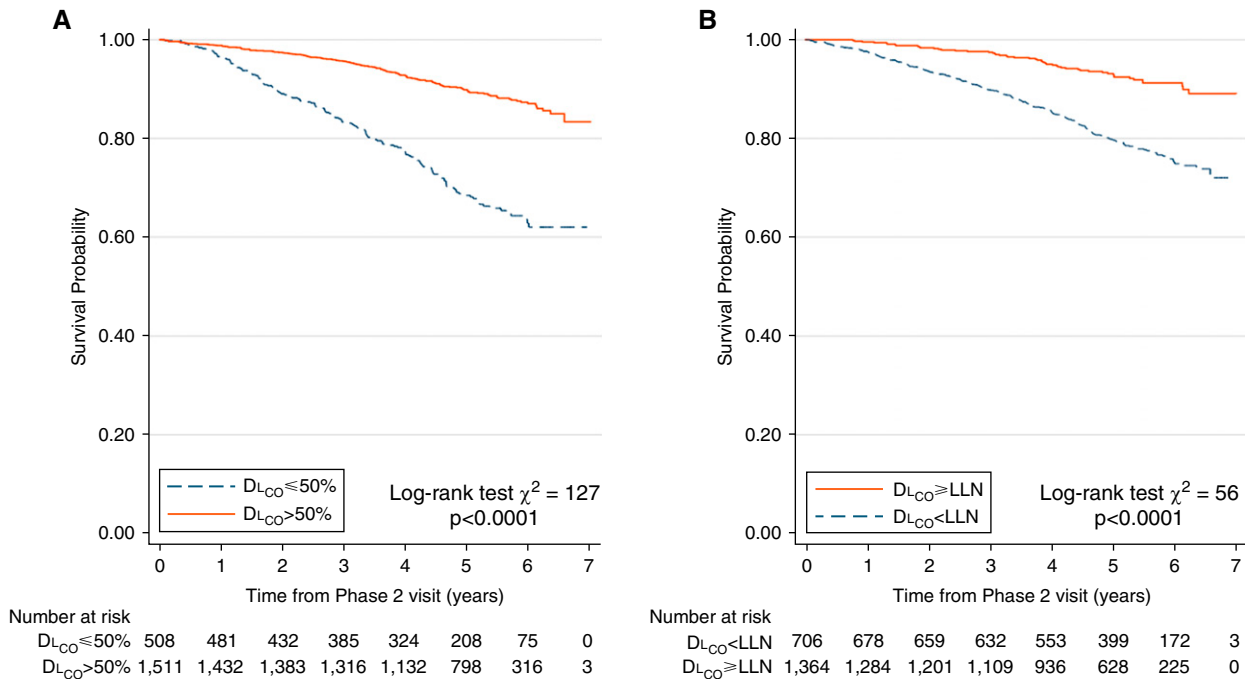 A
1.00
0.80
0.60
0.40
0.20
0.00
Survival Probability
DLCO≤50%
DLCO>50%
Log-rank test χ2 = 127
p<0.0001
0 1 2 3 4 5 6 7
Time from Phase 2 visit (years)
Number at risk
DLCO≤50% 508 481 432 385 324 208 75 0
DLCO>50% 1,511 1,432 1,383 1,316 1,132 798 316 3
B
1.00
0.80
0.60
0.40
0.20
0.00
Survival Probability
DLCO≥LLN
DLCO<LLN
Log-rank test χ2 = 56
p<0.0001
0 1 2 3 4 5 6 7
Time from Phase 2 visit (years)
Number at risk
DLCO<LLN 706 678 659 632 553 399 172 3
DLCO≥LLN 1,364 1,284 1,201 1,109 936 628 225 0